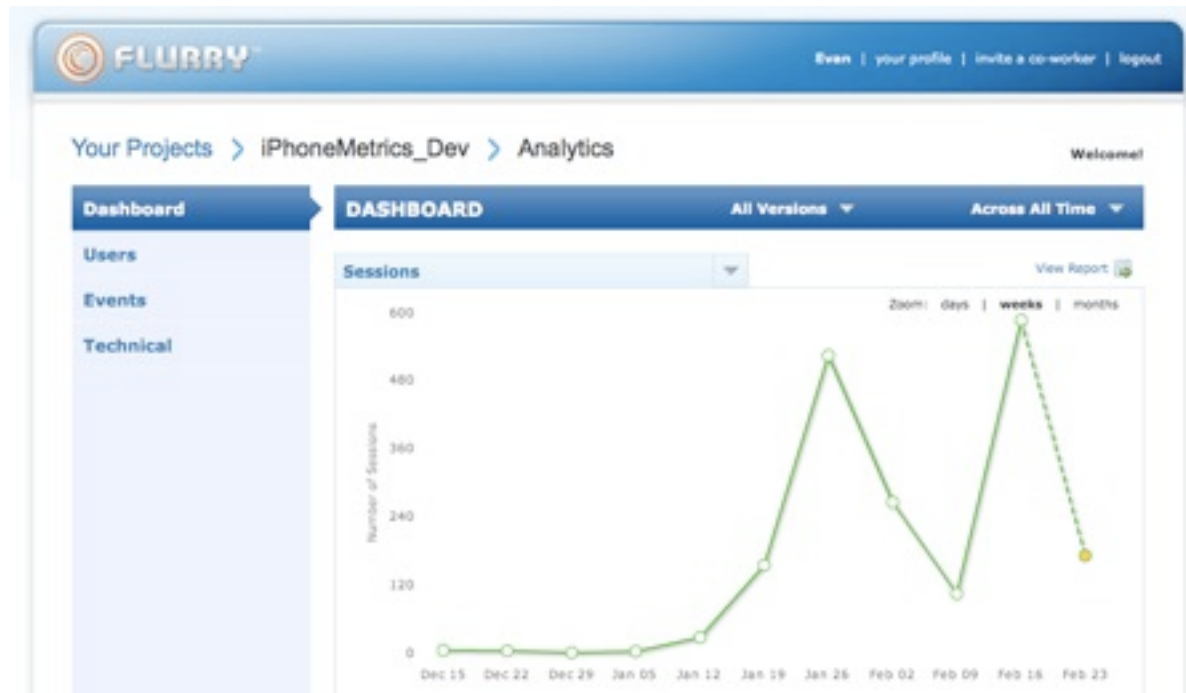 FLURRY
Evan | your profile | invite a co-worker | logout
Your Projects > iPhoneMetrics_Dev > Analytics
Welcome!
Dashboard
Users
Events
Technical
DASHBOARD All Versions Across All Time
Sessions
View Report
Zoom: days | weeks | months
Number of Sessions
600
480
360
240
120
0
Dec 15 Dec 22 Dec 29 Jan 05 Jan 12 Jan 19 Jan 26 Feb 02 Feb 09 Feb 16 Feb 23